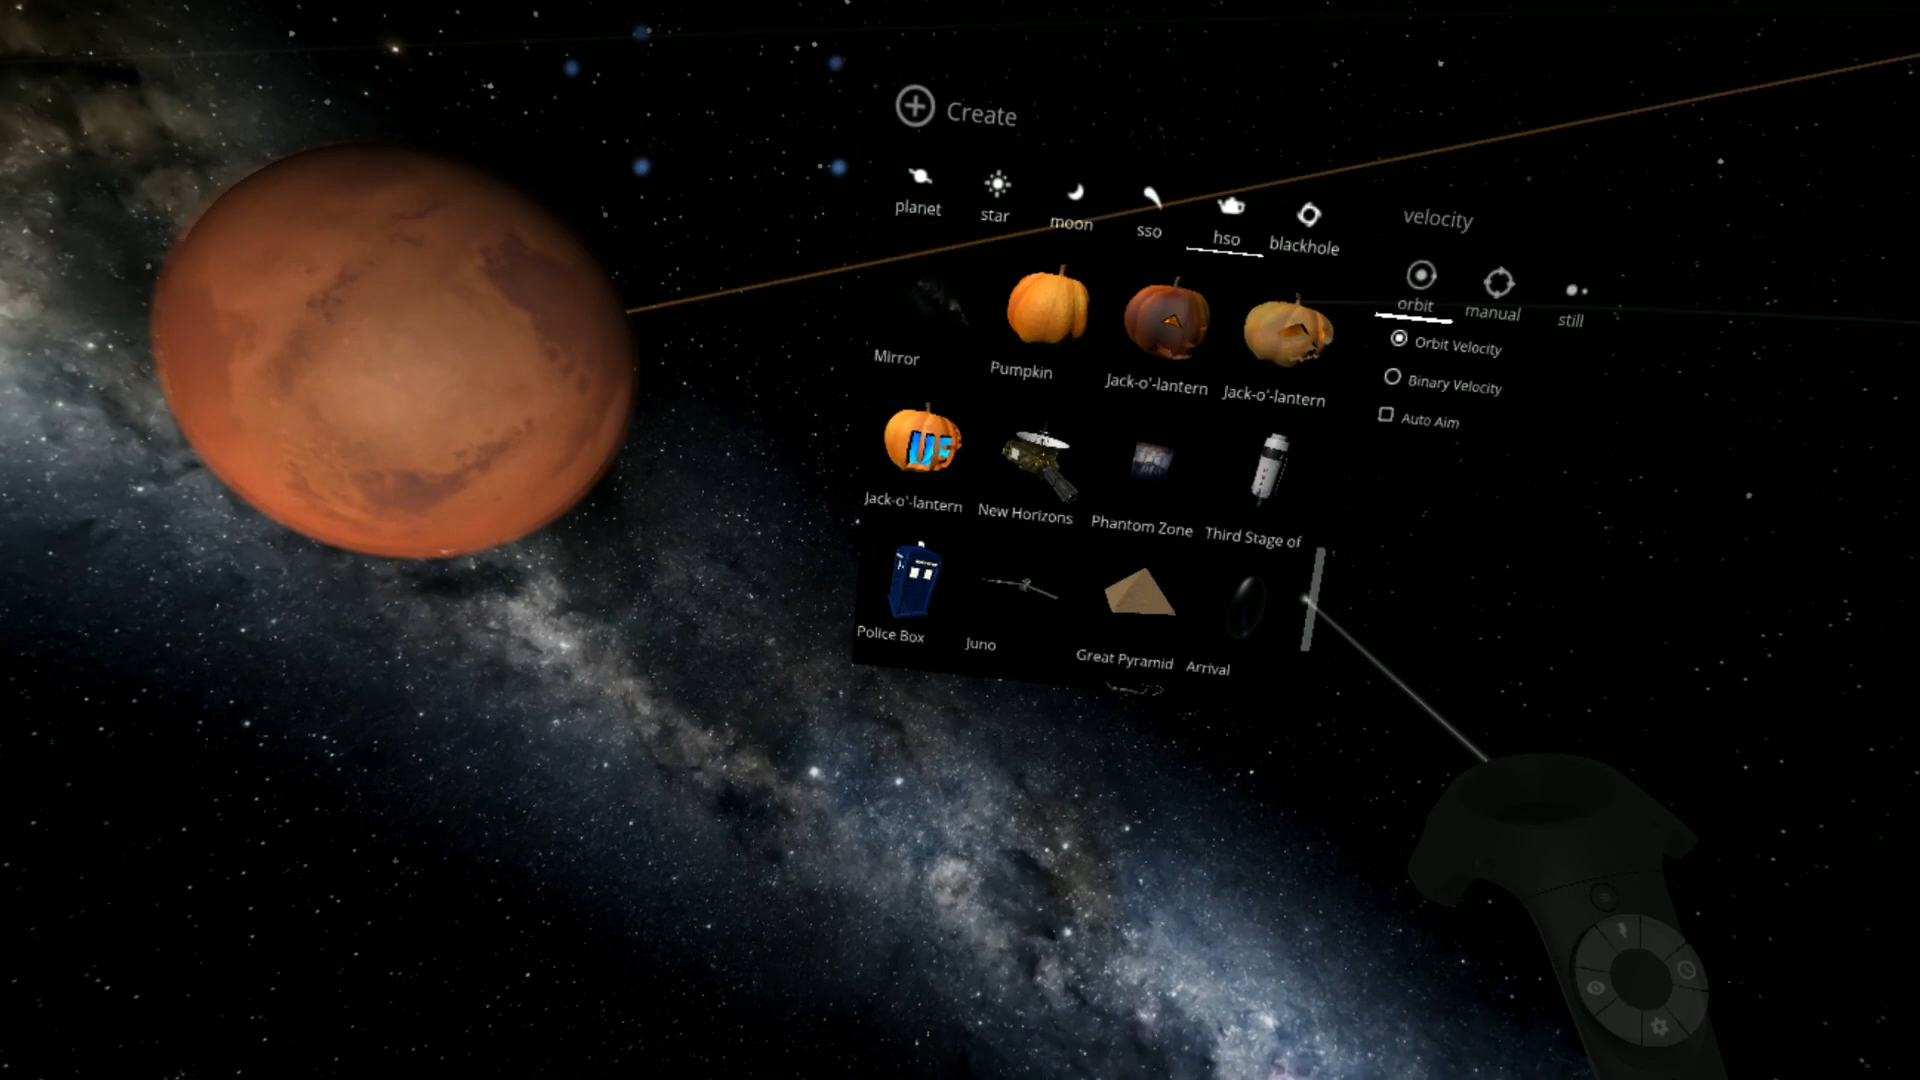 Create
planet star moon sso hso blackhole
velocity
orbit manual still
Orbit Velocity
Binary Velocity
Auto Aim
Mirror Pumpkin Jack-o'-lantern Jack-o'-lantern
Jack-o'-lantern New Horizons Phantom Zone Third Stage of
Police Box Juno Great Pyramid Arrival